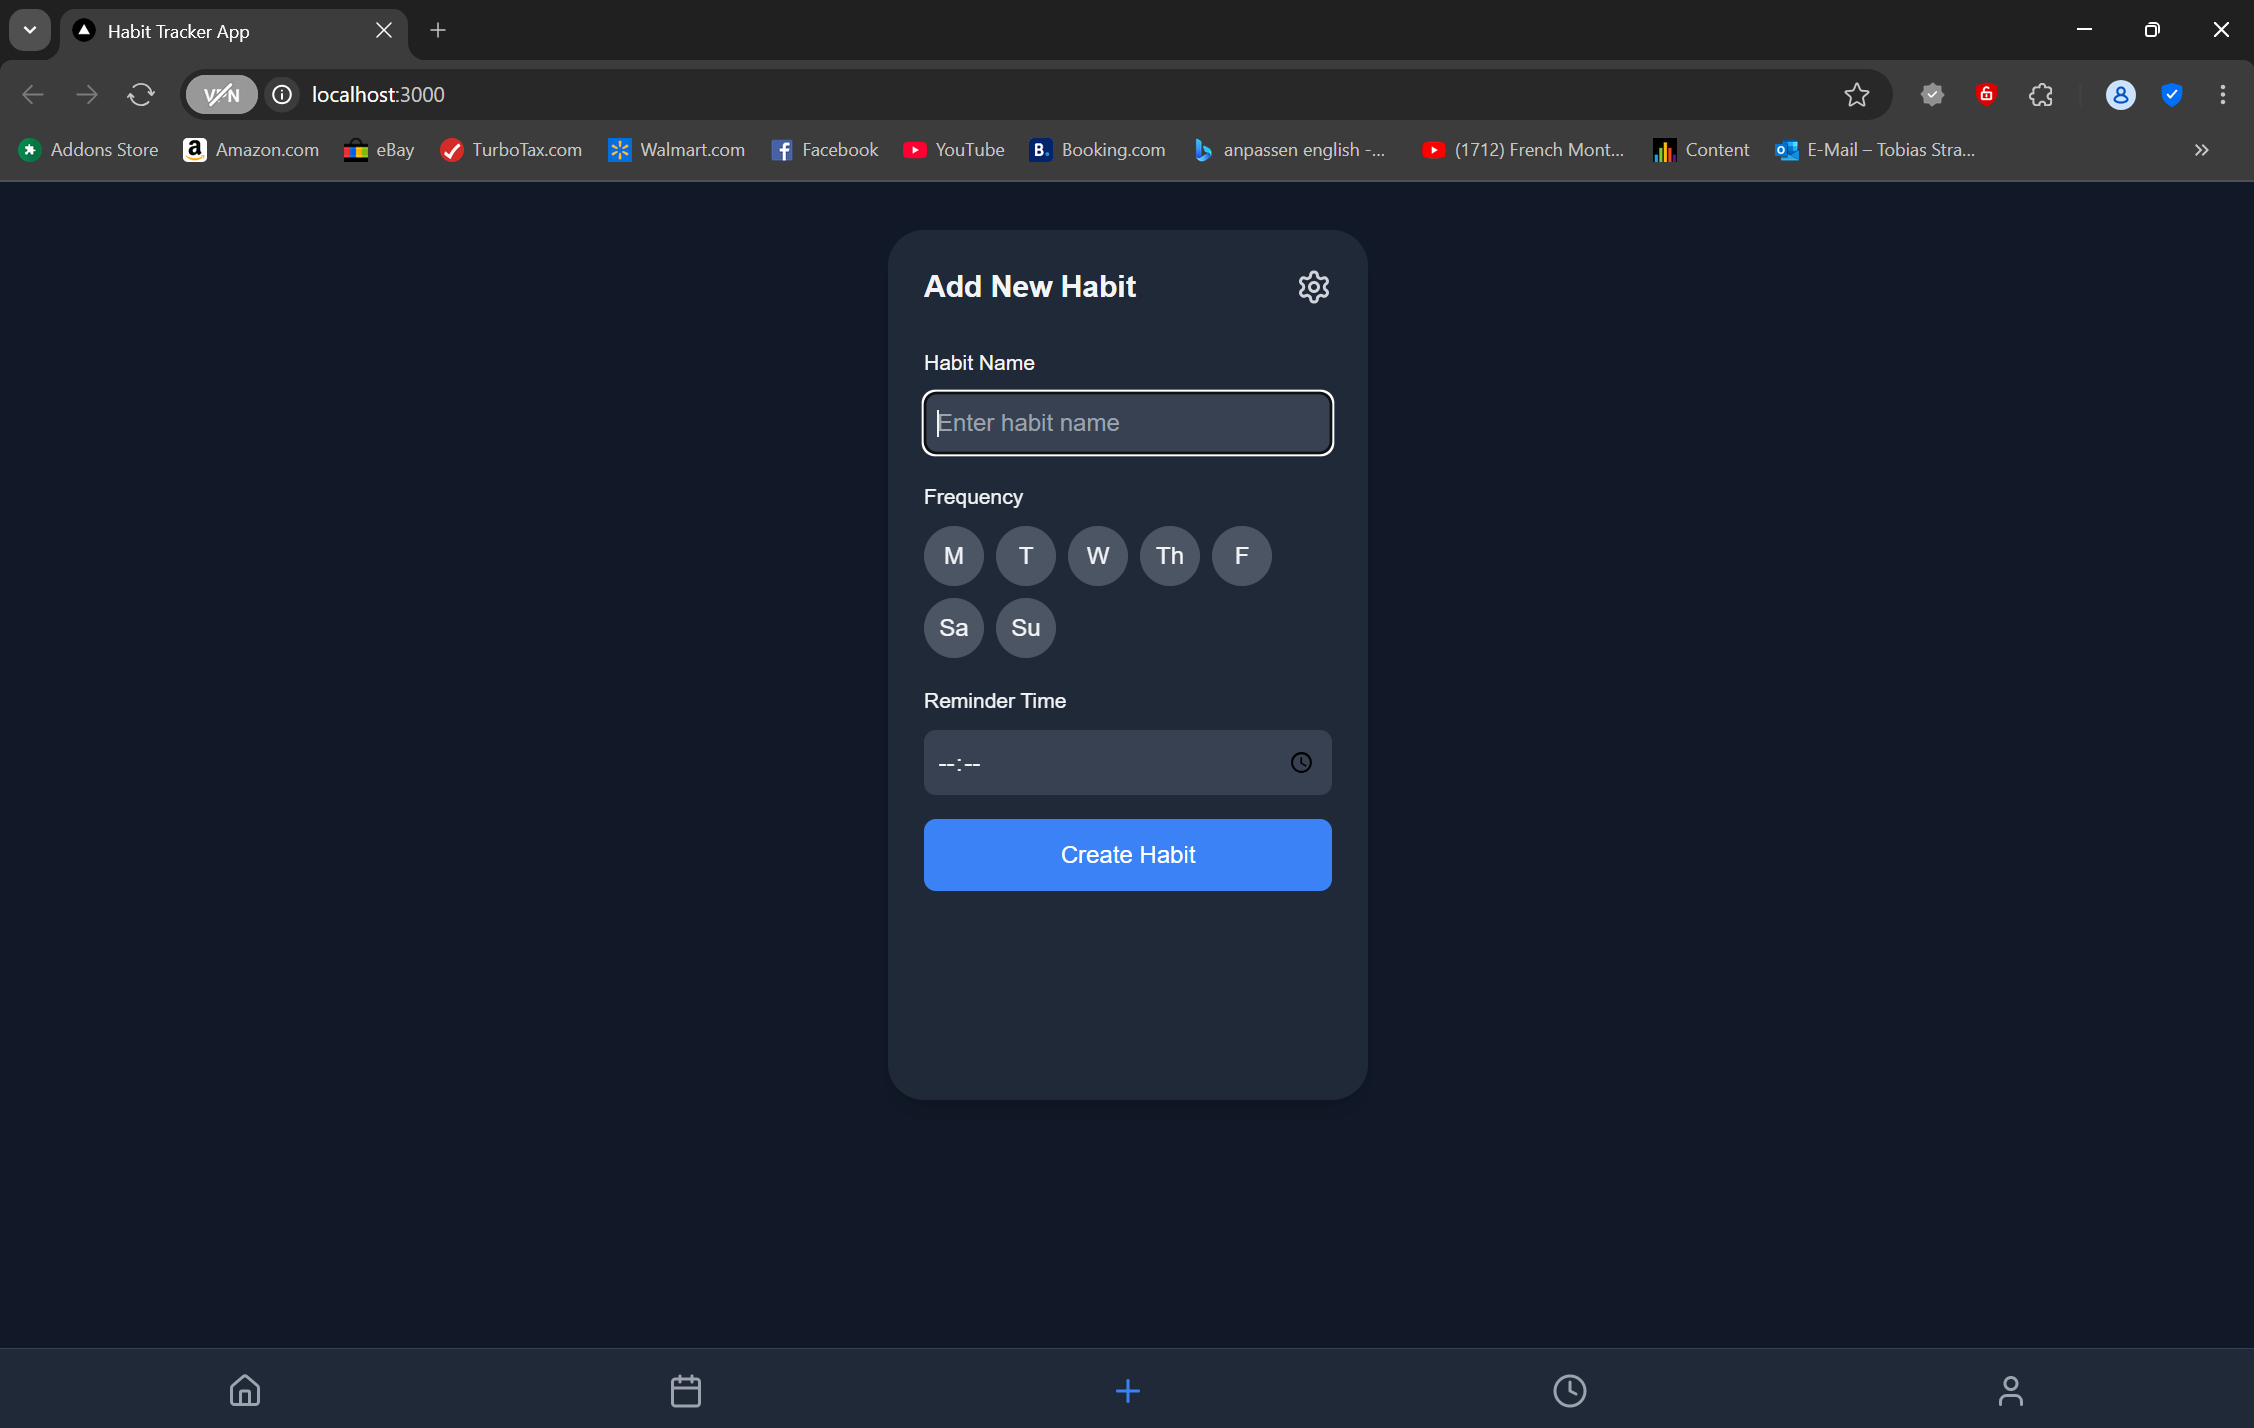 Habit Tracker App
VPN
localhost:3000
Addons Store
Amazon.com
eBay
TurboTax.com
Walmart.com
Facebook
YouTube
Booking.com
anpassen english -...
(1712) French Mont...
Content
E-Mail – Tobias Stra...
Add New Habit
Habit Name
Enter habit name
Frequency
M T W Th F
Sa Su
Reminder Time
--:--
Create Habit